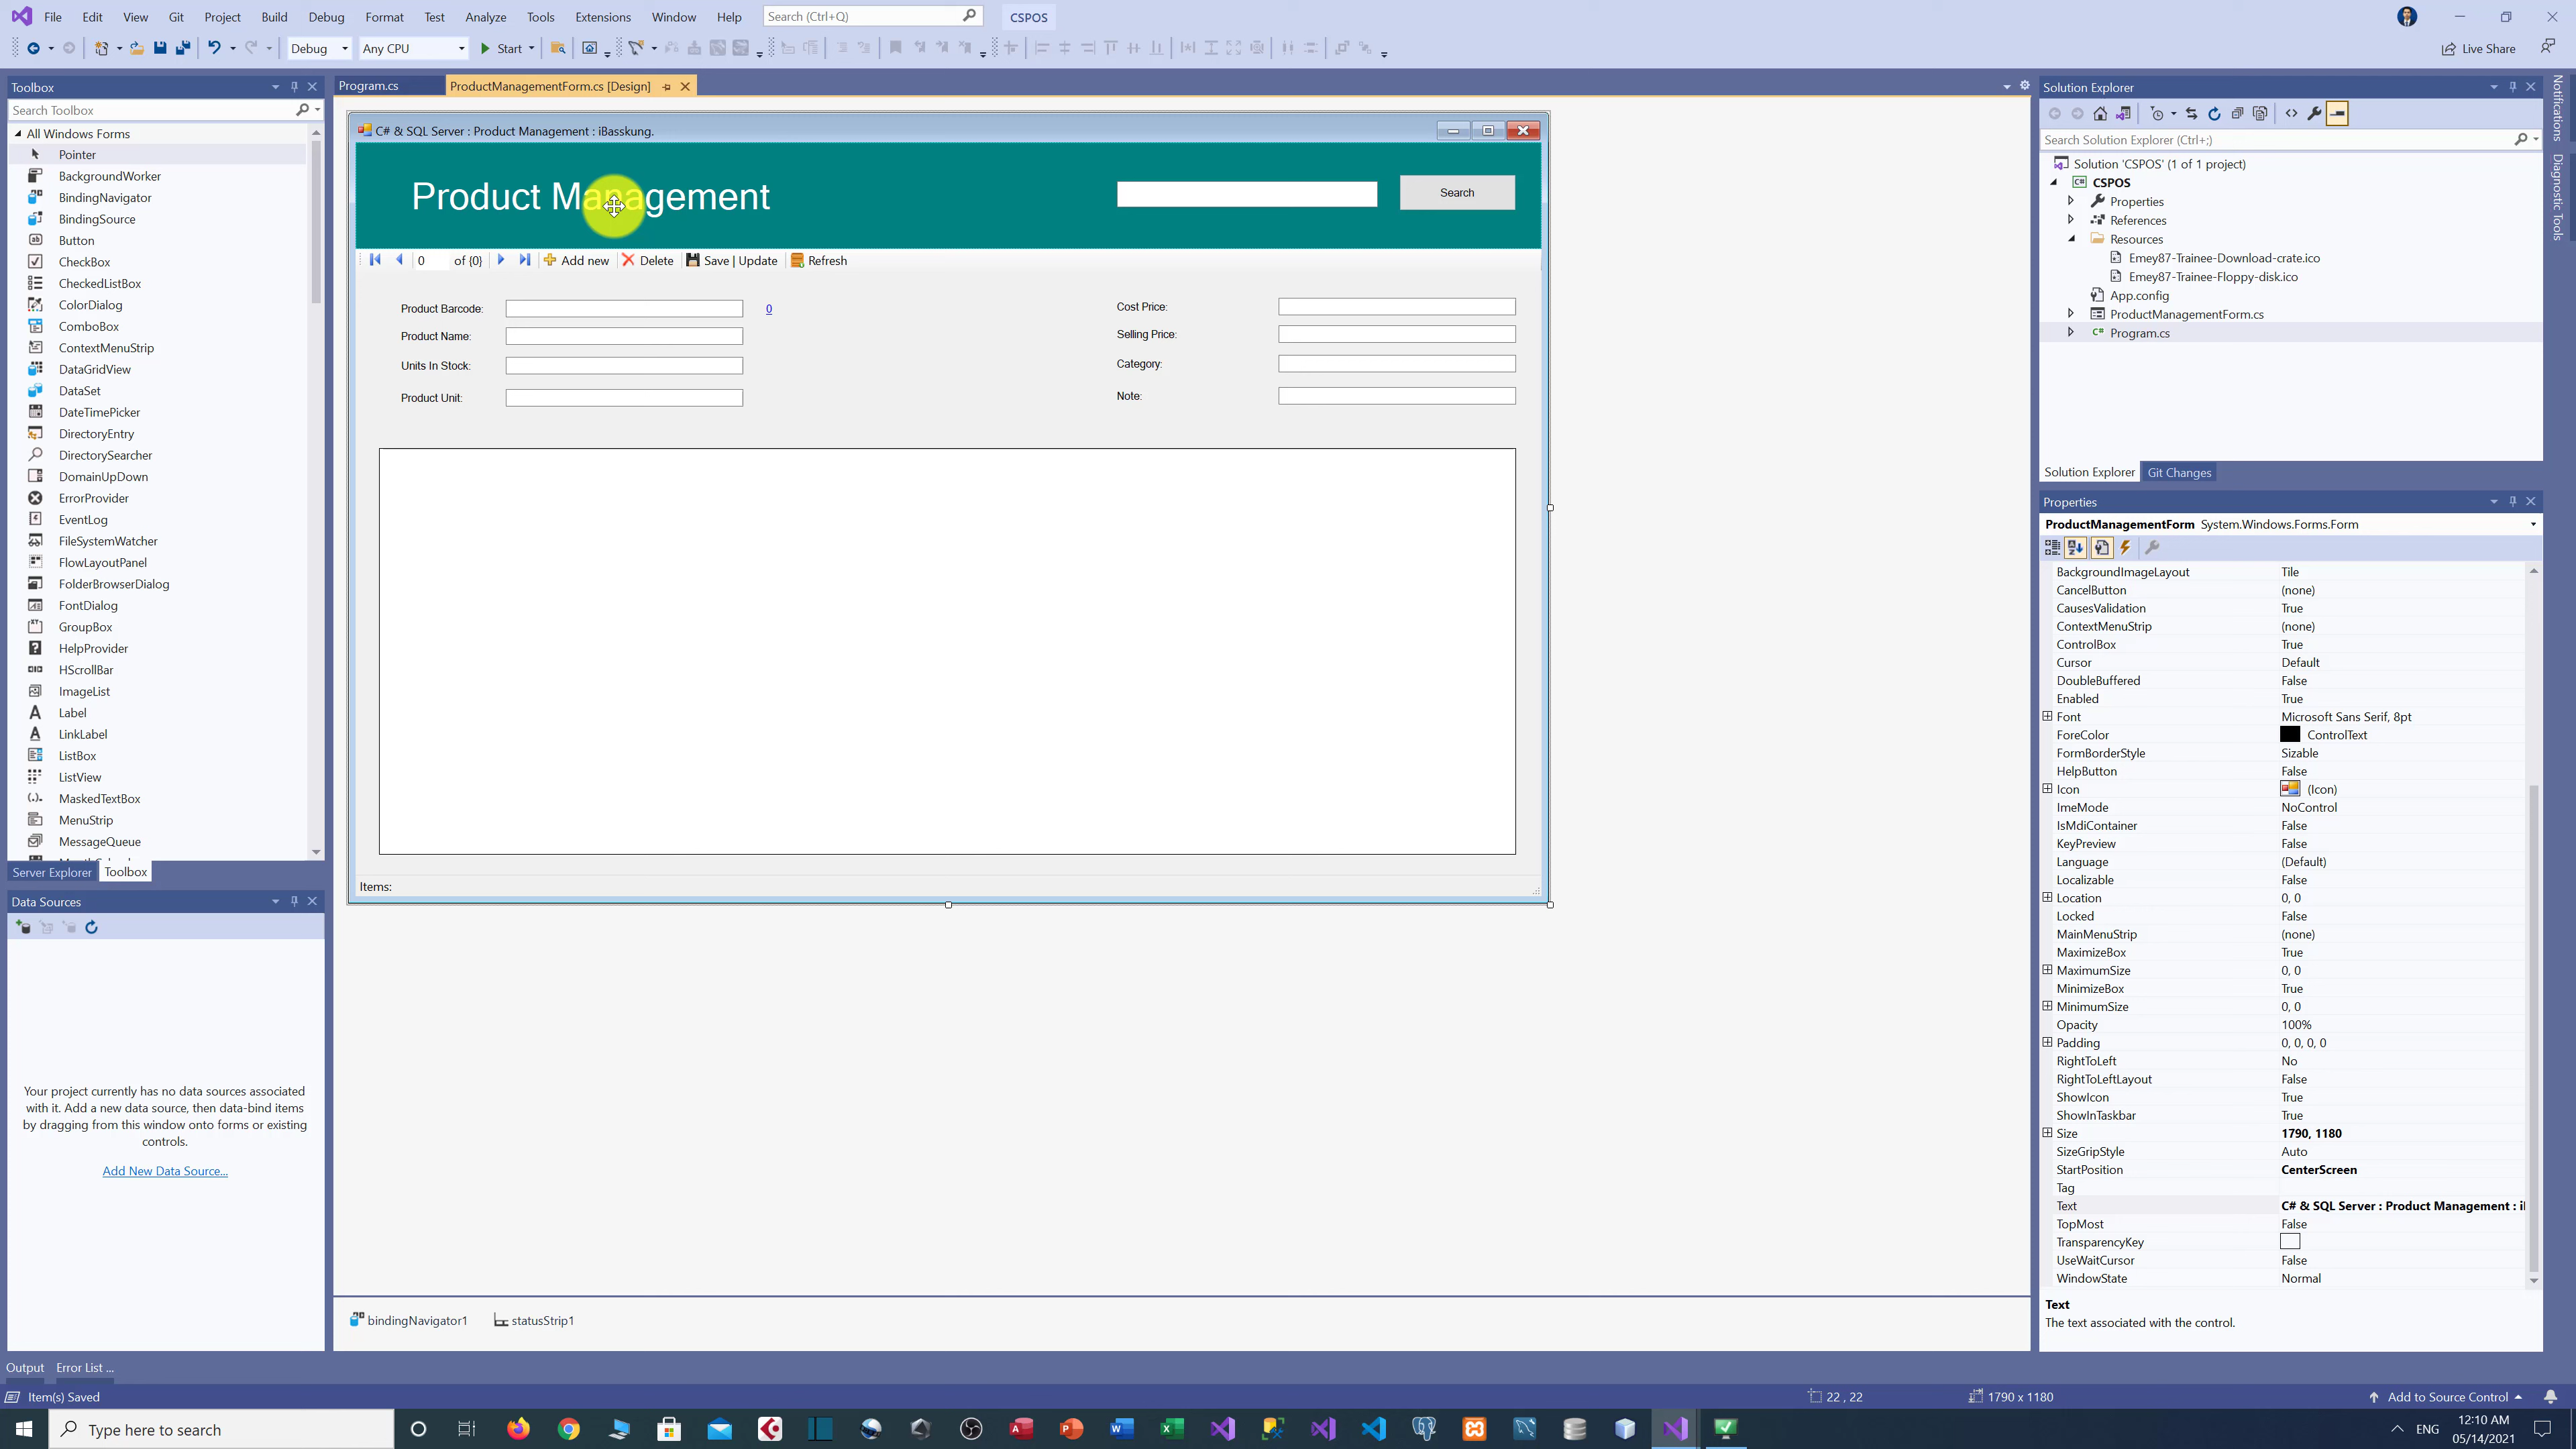 File Edit View Git Project Build Debug Format Test Analyze Tools Extensions Window Help Search (Ctrl+Q) CSPOS
Debug Any CPU Start Live Share
Toolbox
Search Toolbox
All Windows Forms
Pointer
BackgroundWorker
BindingNavigator
BindingSource
Button
CheckBox
CheckedListBox
ColorDialog
ComboBox
ContextMenuStrip
DataGridView
DataSet
DateTimePicker
DirectoryEntry
DirectorySearcher
DomainUpDown
ErrorProvider
EventLog
FileSystemWatcher
FlowLayoutPanel
FolderBrowserDialog
FontDialog
GroupBox
HelpProvider
HScrollBar
ImageList
Label
LinkLabel
ListBox
ListView
MaskedTextBox
MenuStrip
MessageQueue
Server Explorer Toolbox
Data Sources
Your project currently has no data sources associated
with it. Add a new data source, then data-bind items
by dragging from this window onto forms or existing
controls.
Add New Data Source...
Program.cs ProductManagementForm.cs [Design]
C# & SQL Server : Product Management : iBasskung.
Product Management Search
0 of {0} Add new Delete Save | Update Refresh
Product Barcode: 0 Cost Price:
Product Name: Selling Price:
Units In Stock: Category:
Product Unit: Note:
Items:
bindingNavigator1 statusStrip1
Solution Explorer
Search Solution Explorer (Ctrl+;)
Solution 'CSPOS' (1 of 1 project)
CSPOS
Properties
References
Resources
Emey87-Trainee-Download-crate.ico
Emey87-Trainee-Floppy-disk.ico
App.config
ProductManagementForm.cs
Program.cs
Solution Explorer Git Changes
Properties
ProductManagementForm System.Windows.Forms.Form
BackgroundImageLayout Tile
CancelButton (none)
CausesValidation True
ContextMenuStrip (none)
ControlBox True
Cursor Default
DoubleBuffered False
Enabled True
Font Microsoft Sans Serif, 8pt
ForeColor ControlText
FormBorderStyle Sizable
HelpButton False
Icon (Icon)
ImeMode NoControl
IsMdiContainer False
KeyPreview False
Language (Default)
Localizable False
Location 0, 0
Locked False
MainMenuStrip (none)
MaximizeBox True
MaximumSize 0, 0
MinimizeBox True
MinimumSize 0, 0
Opacity 100%
Padding 0, 0, 0, 0
RightToLeft No
RightToLeftLayout False
ShowIcon True
ShowInTaskbar True
Size 1790, 1180
SizeGripStyle Auto
StartPosition CenterScreen
Tag
Text C# & SQL Server : Product Management : i
TopMost False
TransparencyKey
UseWaitCursor False
WindowState Normal
Text
The text associated with the control.
Notifications
Diagnostic Tools
Output Error List ...
Item(s) Saved 22 , 22 1790 x 1180 Add to Source Control
Type here to search ENG 12:10 AM
05/14/2021